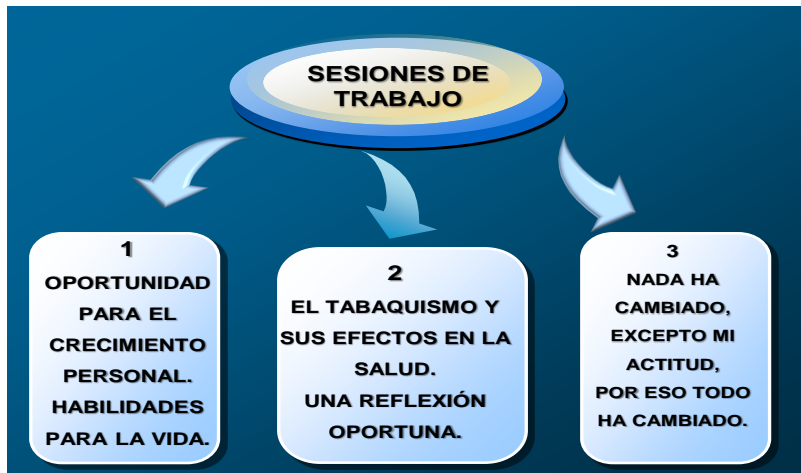 SESIONES DE
TRABAJO
1
OPORTUNIDAD
PARA EL
CRECIMIENTO
PERSONAL.
HABILIDADES
PARA LA VIDA.
2
EL TABAQUISMO Y
SUS EFECTOS EN LA
SALUD.
UNA REFLEXIÓN
OPORTUNA.
3
NADA HA
CAMBIADO,
EXCEPTO MI
ACTITUD,
POR ESO TODO
HA CAMBIADO.